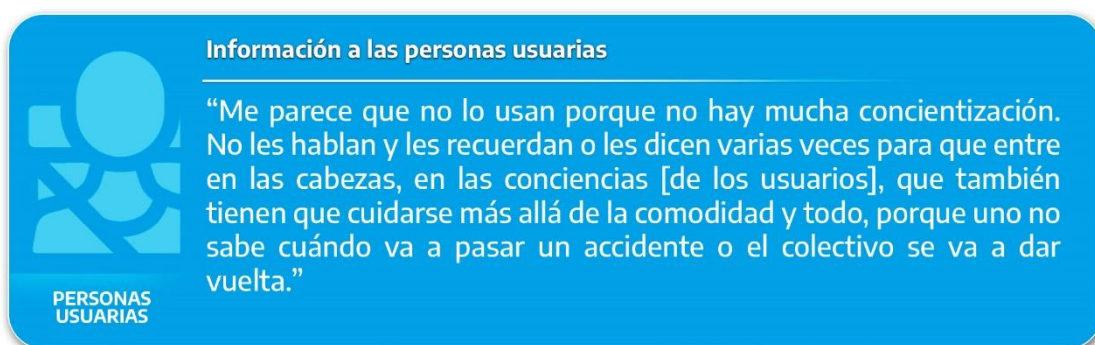 Información a las personas usuarias
“Me parece que no lo usan porque no hay mucha concientización.
No les hablan y les recuerdan o les dicen varias veces para que entre
en las cabezas, en las conciencias [de los usuarios], que también
tienen que cuidarse más allá de la comodidad y todo, porque uno no
sabe cuándo va a pasar un accidente o el colectivo se va a dar
vuelta.”
PERSONAS
USUARIAS